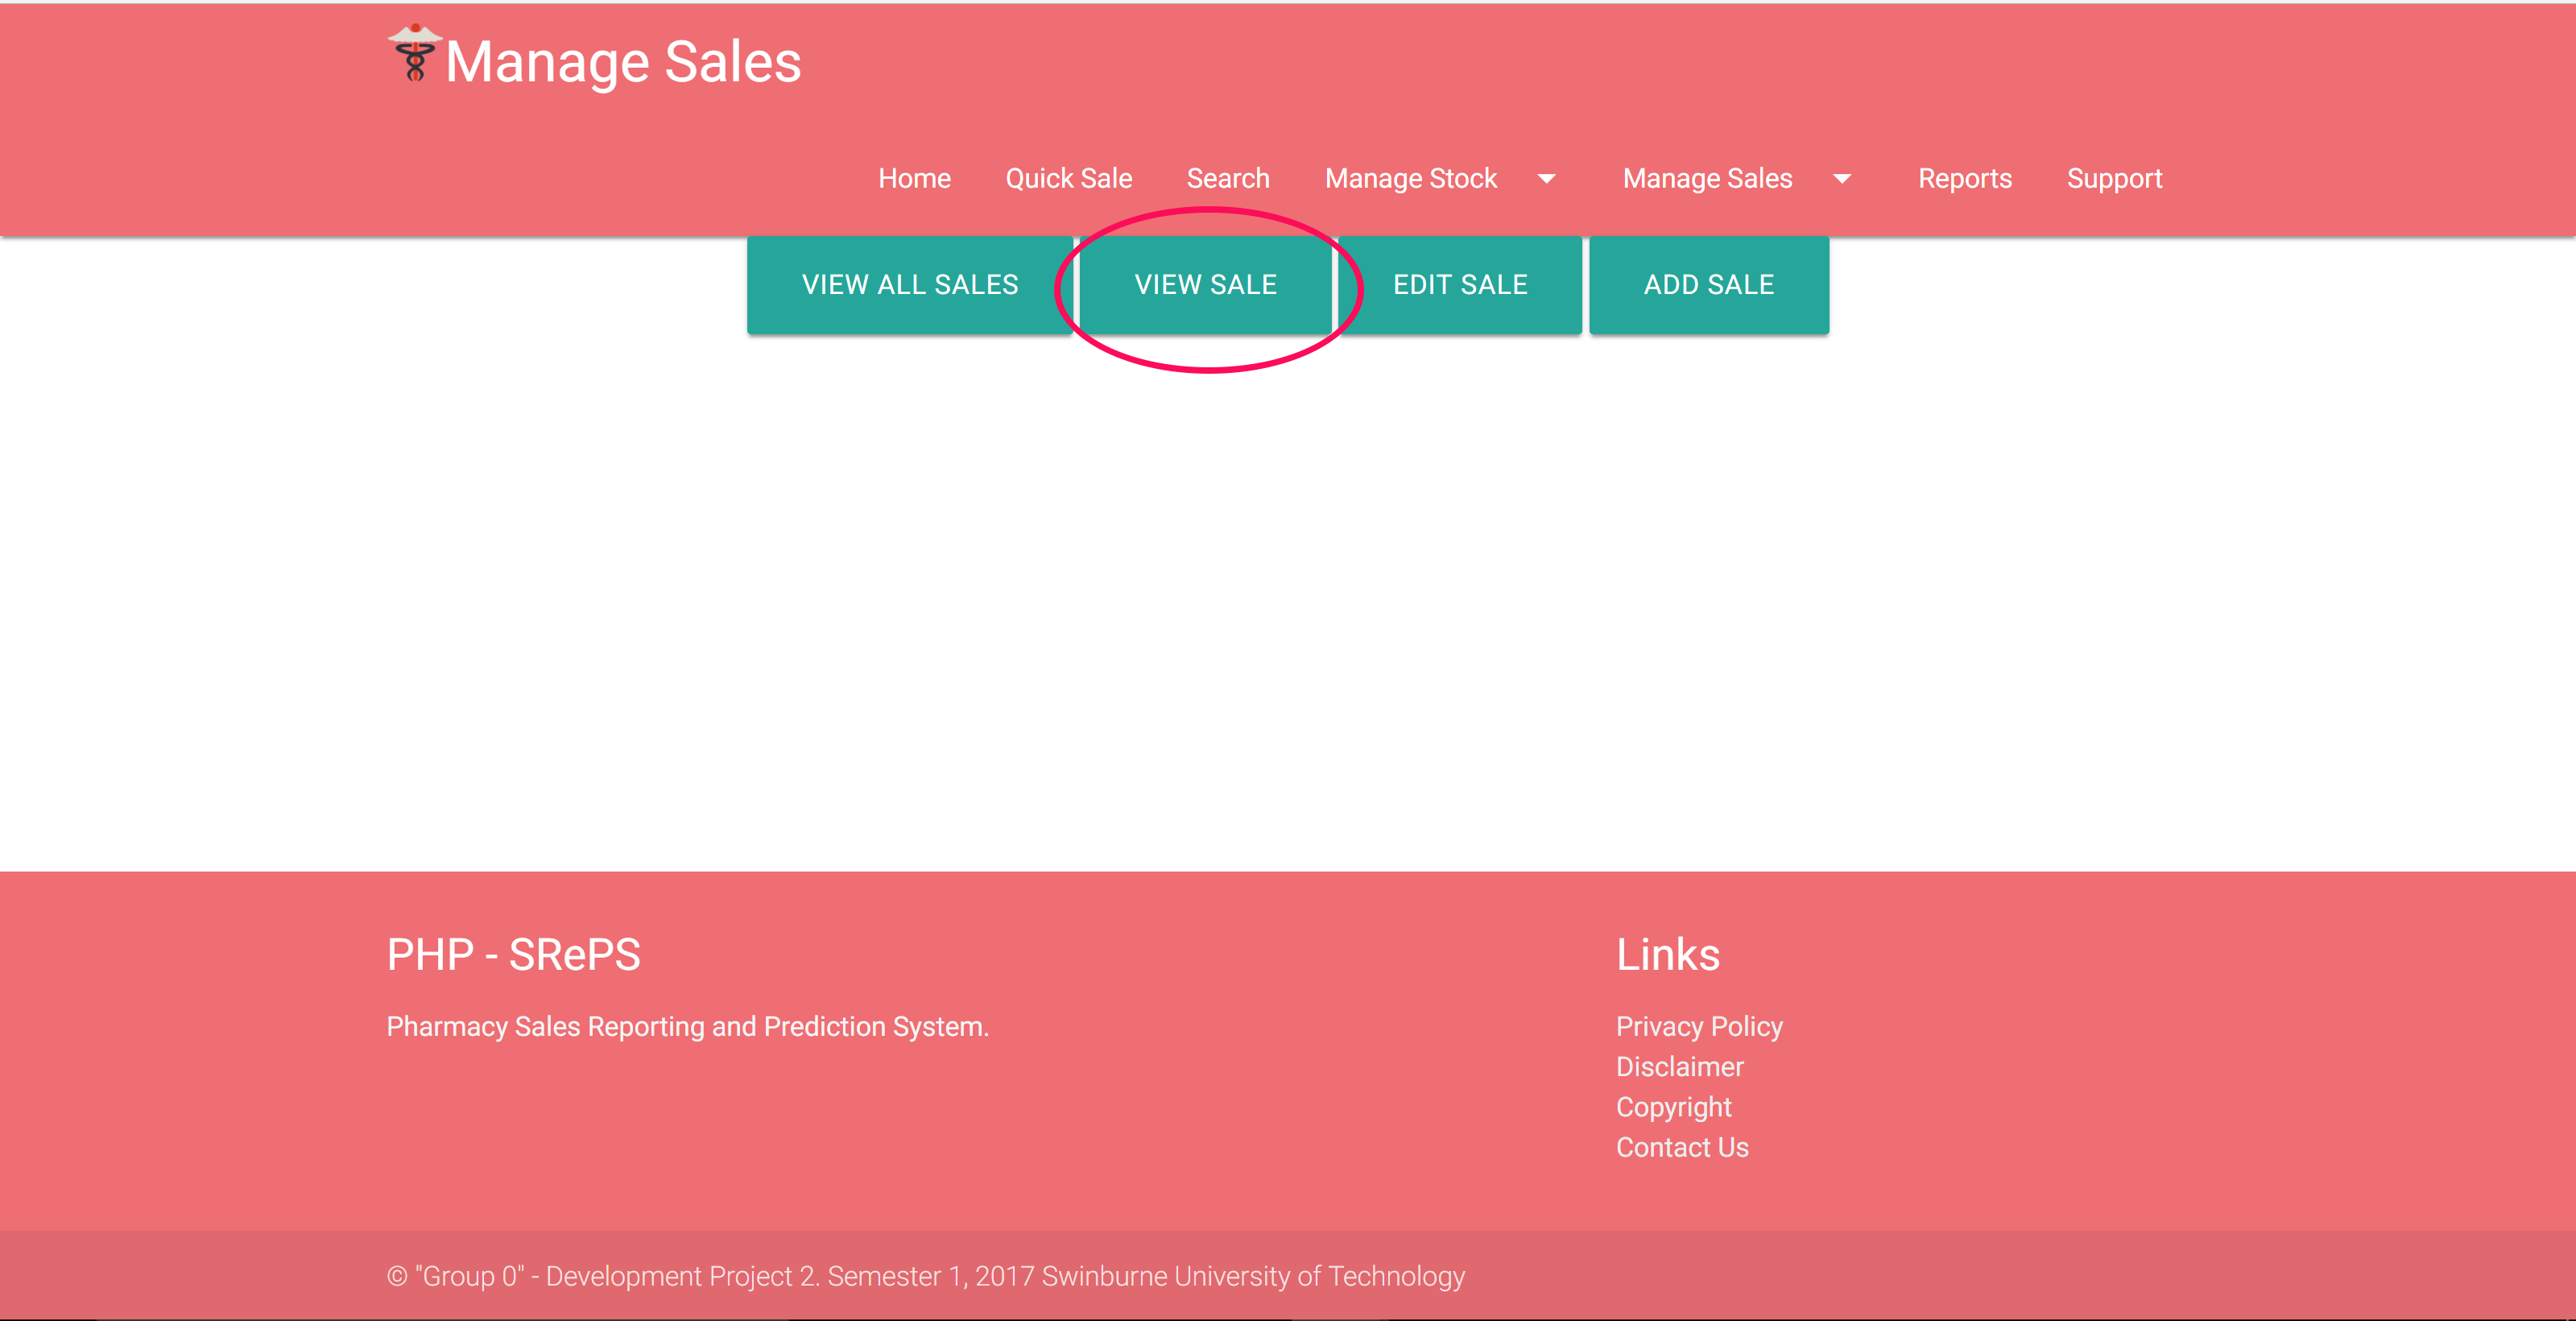 Manage Sales
Home Quick Sale Search Manage Stock Manage Sales Reports Support
VIEW ALL SALES VIEW SALE EDIT SALE ADD SALE
PHP - SRePS
Pharmacy Sales Reporting and Prediction System.
Links
Privacy Policy
Disclaimer
Copyright
Contact Us
© "Group 0" - Development Project 2. Semester 1, 2017 Swinburne University of Technology